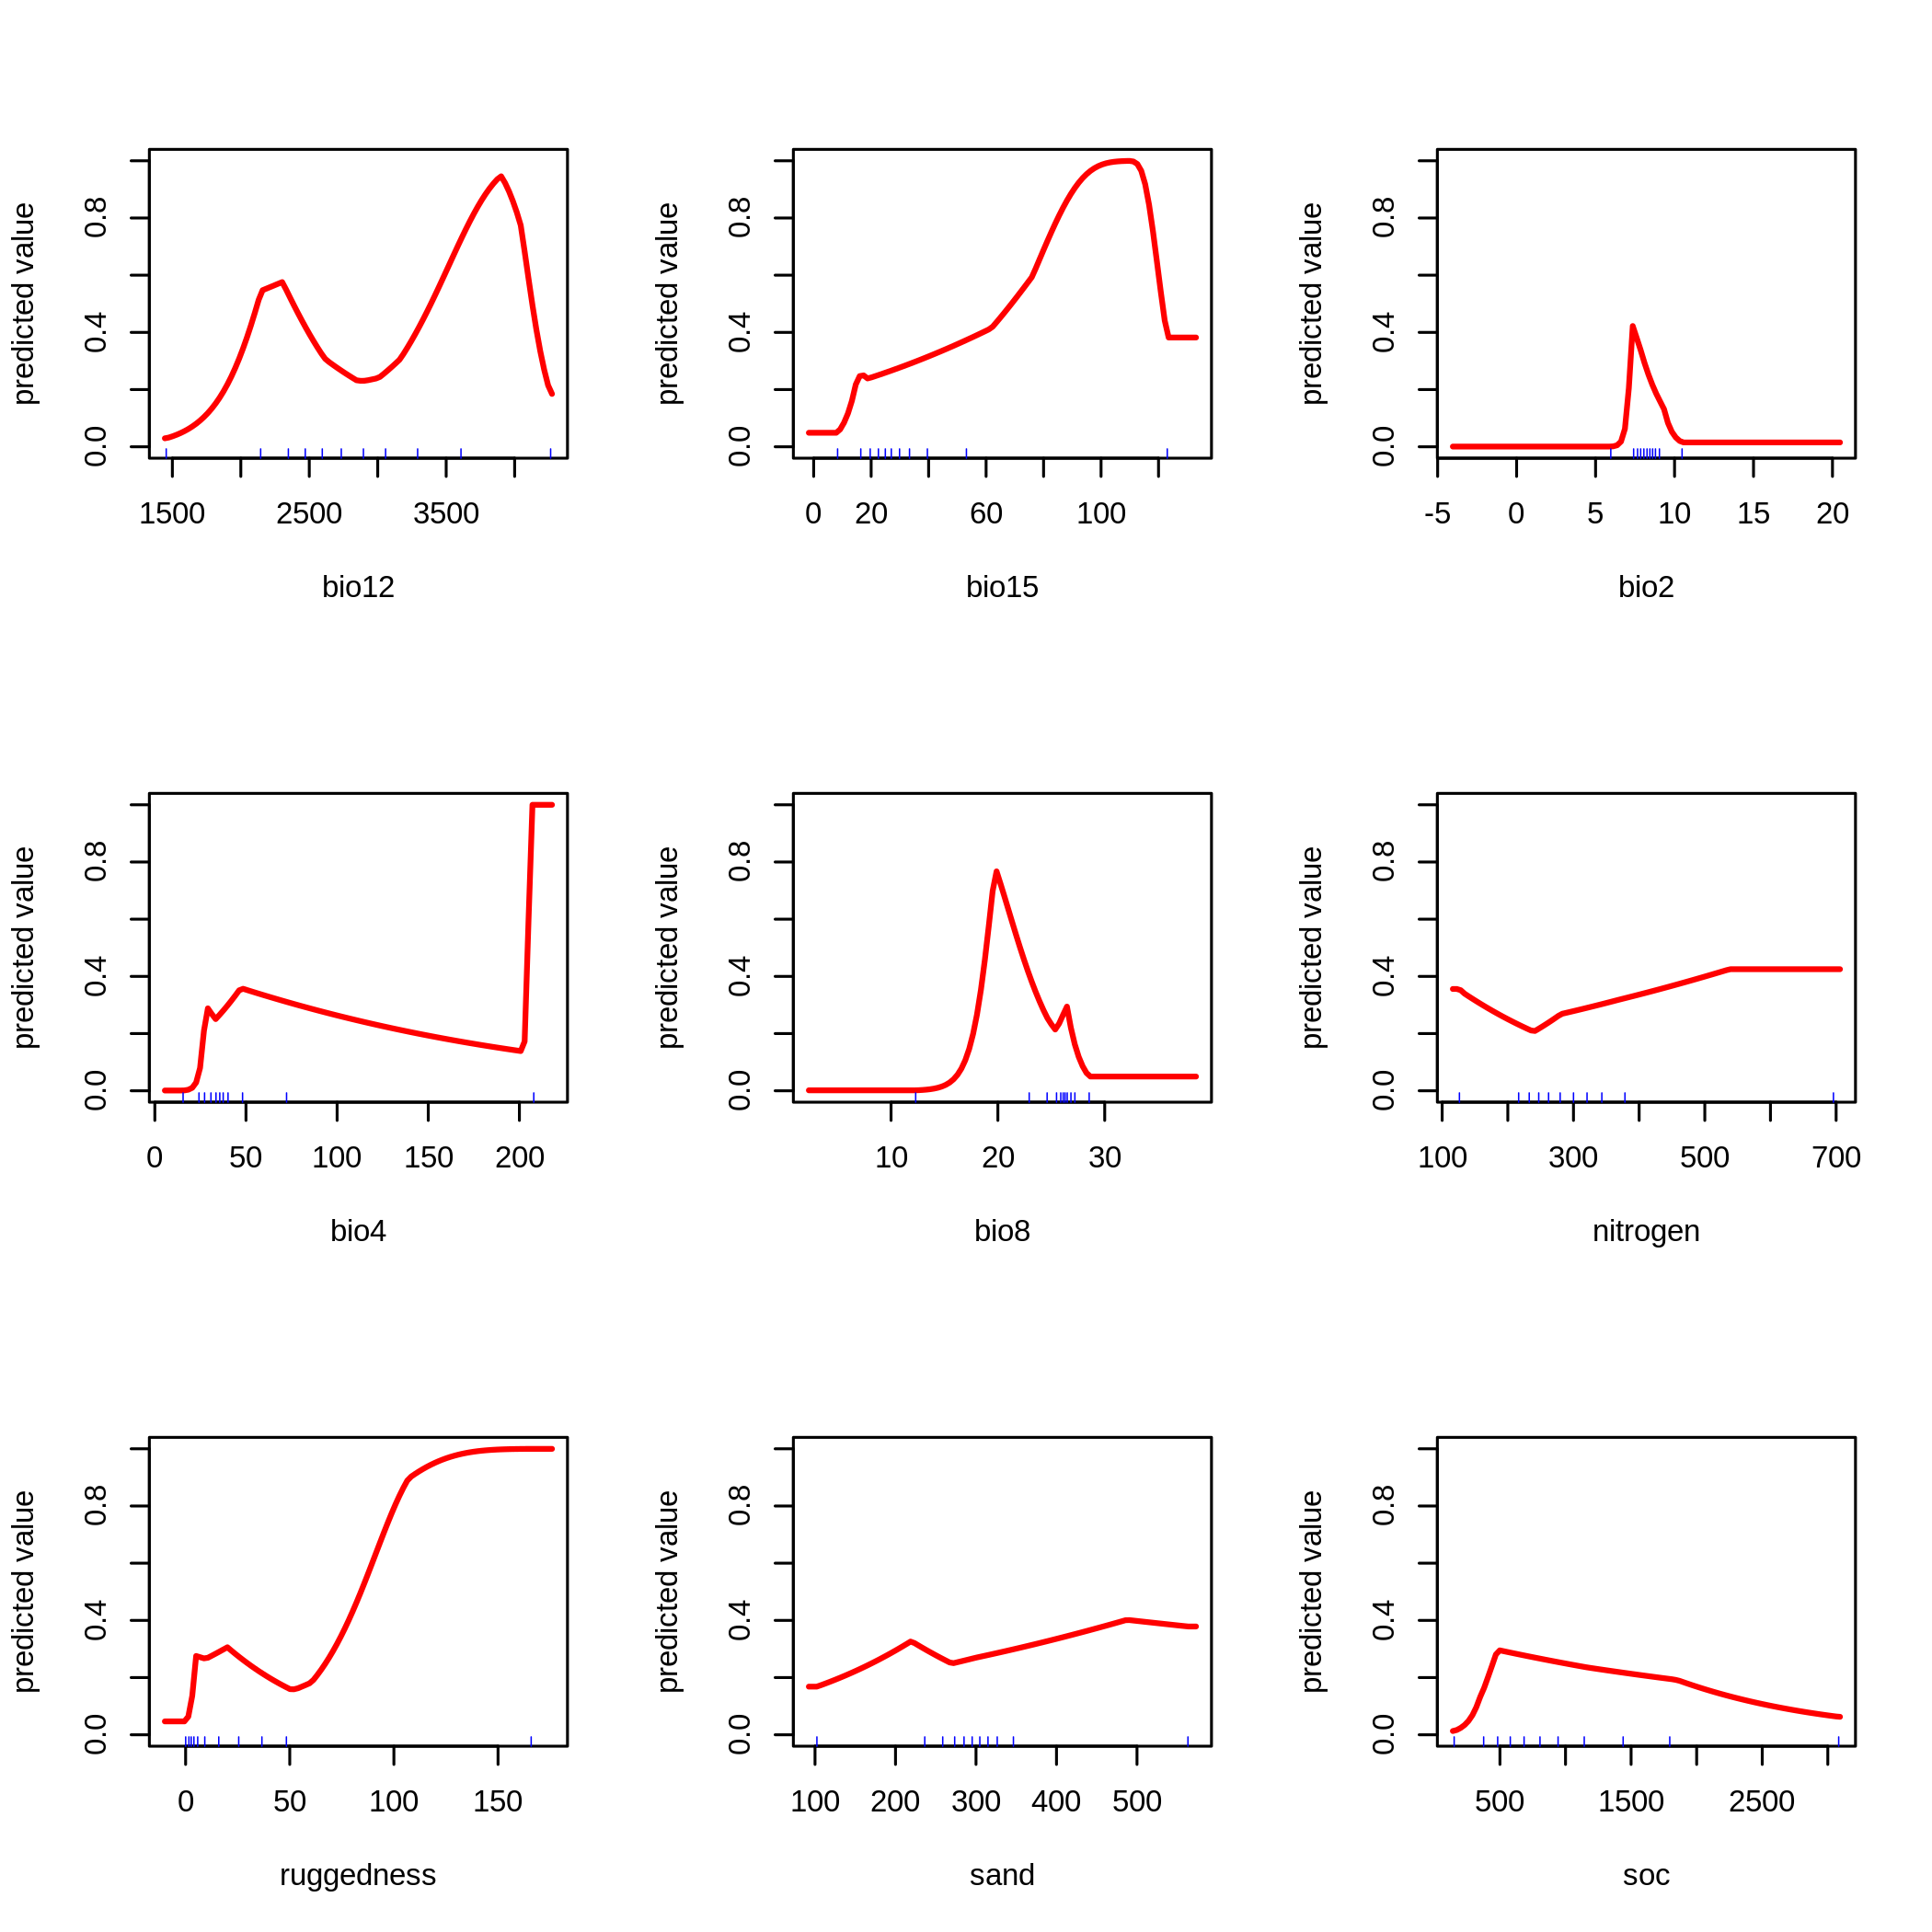 predicted value
0.0 0.4 0.8
1500 2500 3500
bio12
predicted value
0.0 0.4 0.8
0 20 60 100
bio15
predicted value
0.0 0.4 0.8
-5 0 5 10 15 20
bio2
predicted value
0.0 0.4 0.8
0 50 100 150 200
bio4
predicted value
0.0 0.4 0.8
10 20 30
bio8
predicted value
0.0 0.4 0.8
100 300 500 700
nitrogen
predicted value
0.0 0.4 0.8
0 50 100 150
ruggedness
predicted value
0.0 0.4 0.8
100 200 300 400 500
sand
predicted value
0.0 0.4 0.8
500 1500 2500
soc